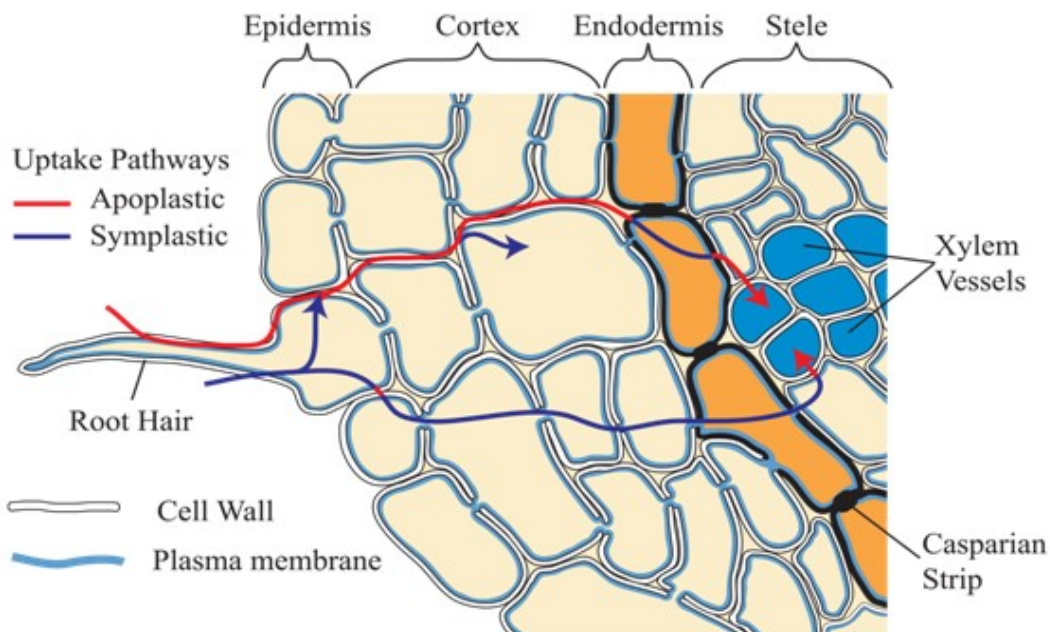 Epidermis Cortex Endodermis Stele
Uptake Pathways
Apoplastic
Symplastic
Xylem
Vessels
Root Hair
Cell Wall
Plasma membrane
Casparian
Strip